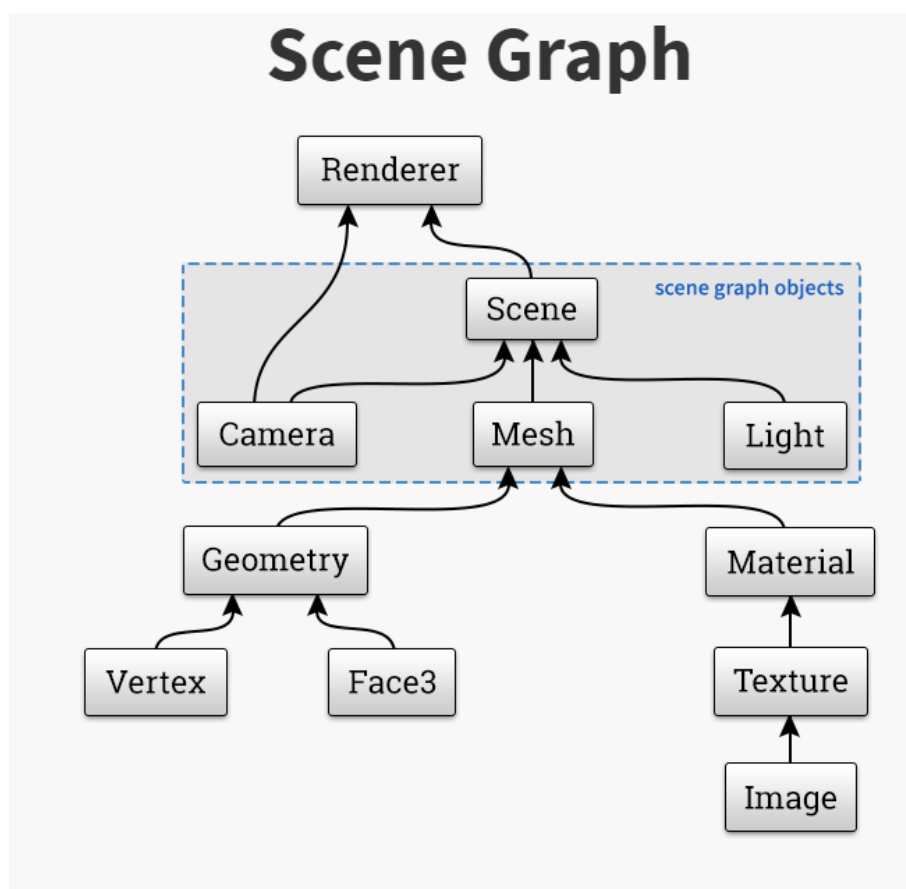 Scene Graph
Renderer
scene graph objects
Scene
Camera
Mesh
Light
Geometry
Material
Vertex
Face3
Texture
Image